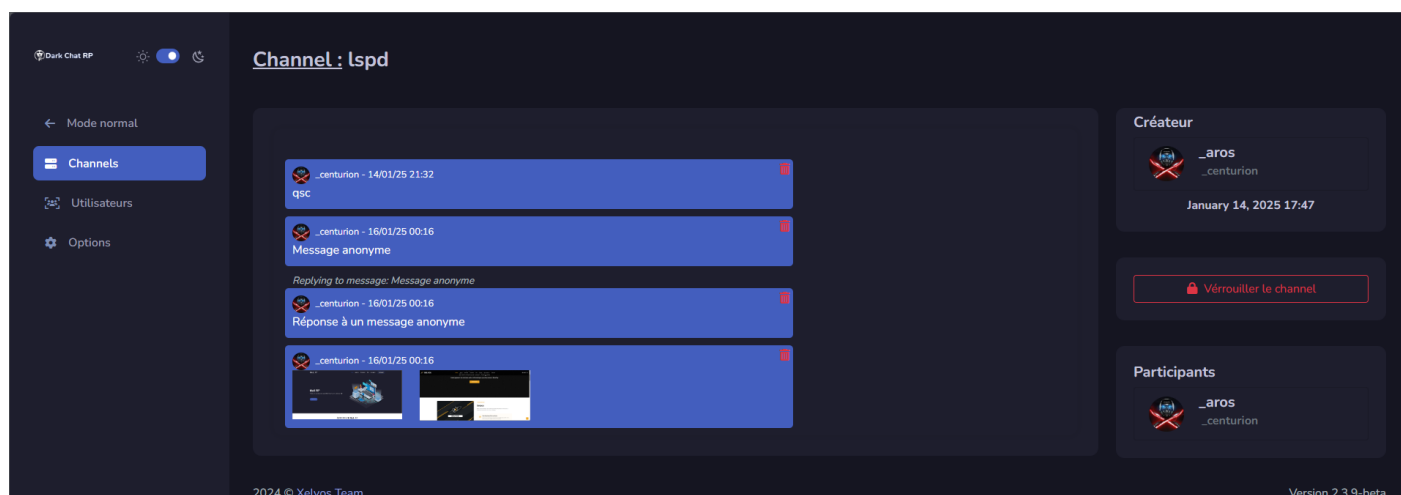 Dark Chat RP
Mode normal
Channels
Utilisateurs
Options
Channel : lspd
_centurion - 14/01/25 21:32
qsc
_centurion - 16/01/25 00:16
Message anonyme
Replying to message: Message anonyme
_centurion - 16/01/25 00:16
Réponse à un message anonyme
_centurion - 16/01/25 00:16
Créateur
_aros
_centurion
January 14, 2025 17:47
Vérrouiller le channel
Participants
_aros
_centurion
2024 © Xelyos Team
Version 2.3.9-beta